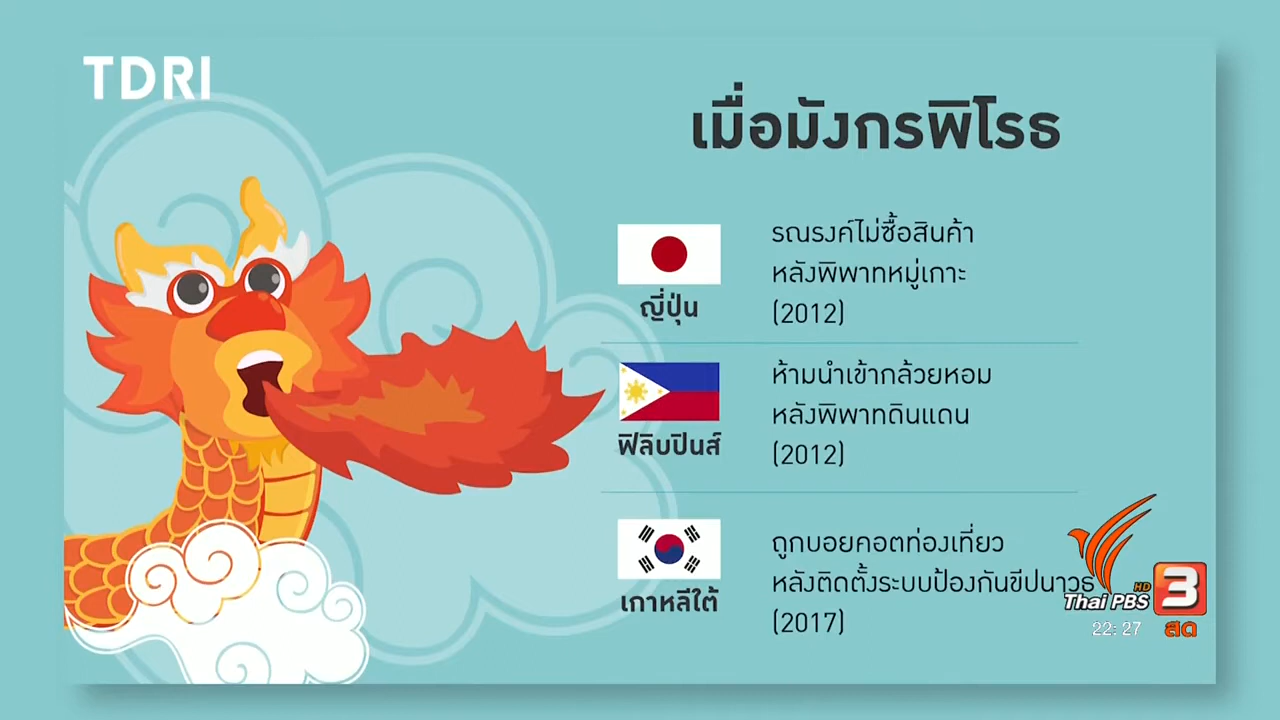 TDRI
เมื่อมังกรพิโรธ
ญี่ปุ่น
รณรงค์ไม่ซื้อสินค้า
หลังพิพาทหมู่เกาะ
(2012)
ฟิลิบปินส์
ห้ามนำเข้ากล้วยหอม
หลังพิพาทดินแดน
(2012)
เกาหลีใต้
ถูกบอยคอตท่องเที่ยว
หลังติดตั้งระบบป้องกันขีปนาวุธ
(2017)
Thai PBS HD 3
22:27 สด